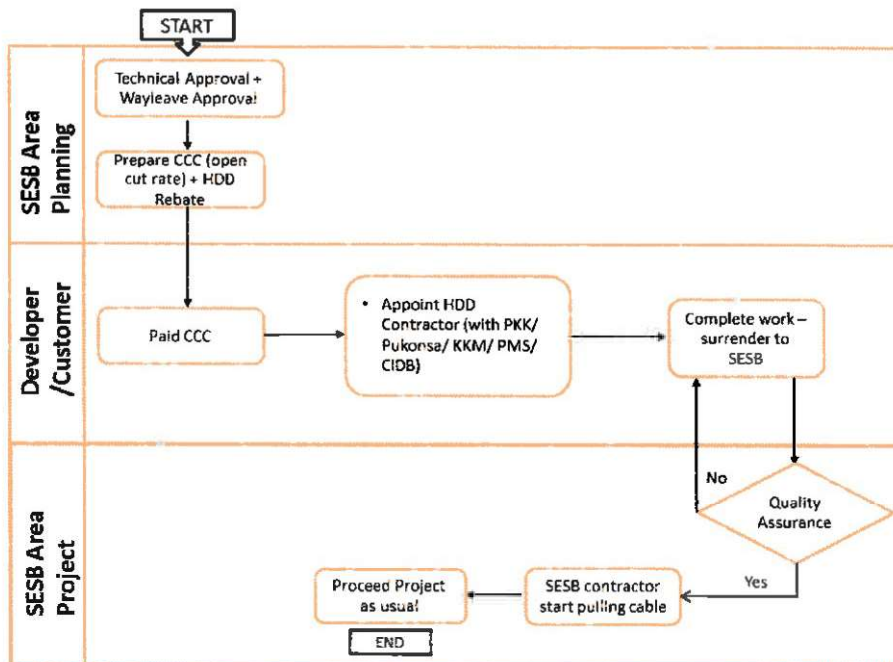 START
SESB Area
Planning
Technical Approval +
Wayleave Approval
Prepare CCC (open
cut rate) + HDD
Rebate
Developer
/Customer
Paid CCC
• Appoint HDD
Contractor (with PKK/
Pukonsa/ KKM/ PMS/
CIDB)
Complete work –
surrender to
SESB
SESB Area
Project
No
Quality
Assurance
Yes
SESB contractor
start pulling cable
Proceed Project
as usual
END